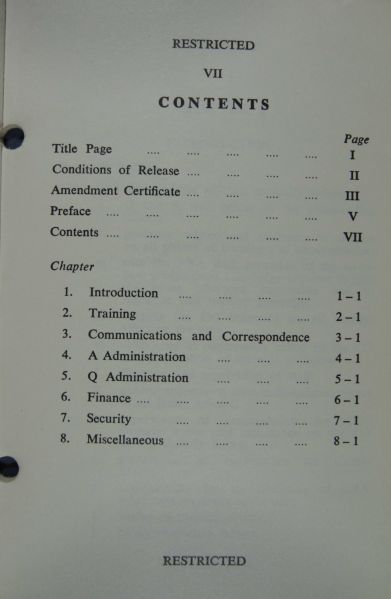 RESTRICTED
VII
CONTENTS
Page
Title Page .... .... .... .... .... I
Conditions of Release .... .... .... .... II
Amendment Certificate .... .... .... .... III
Preface .... .... .... .... .... .... V
Contents .... .... .... .... .... .... VII
Chapter
1. Introduction .... .... .... .... 1-1
2. Training .... .... .... .... 2-1
3. Communications and Correspondence 3-1
4. A Administration .... .... .... 4-1
5. Q Administration .... .... .... 5-1
6. Finance .... .... .... .... .... 6-1
7. Security .... .... .... .... 7-1
8. Miscellaneous .... .... .... .... 8-1
RESTRICTED